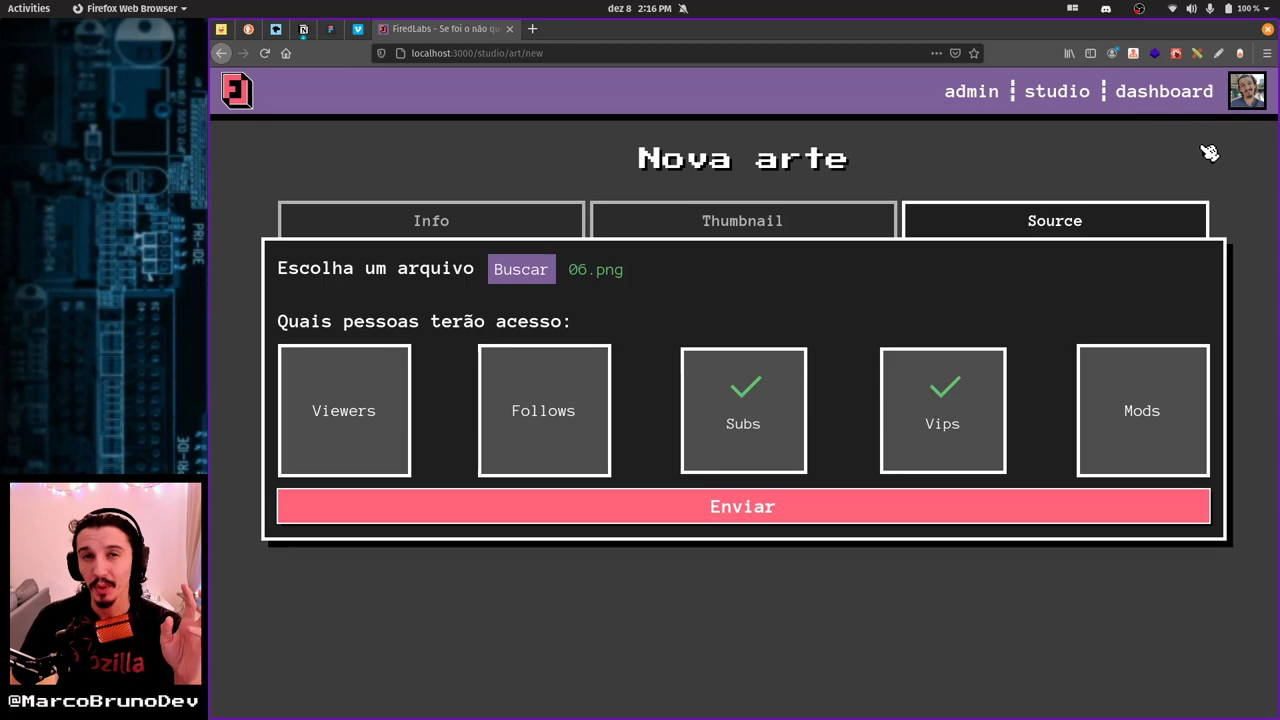 Activities Firefox Web Browser dez 8 2:16 PM 100 %
FiredLabs - Se foi o não qu
localhost:3000/studio/art/new
admin ¦ studio ¦ dashboard
Nova arte
Info Thumbnail Source
Escolha um arquivo Buscar 06.png
Quais pessoas terão acesso:
Viewers Follows Subs Vips Mods
Enviar
mozilla
@MarcoBrunoDev